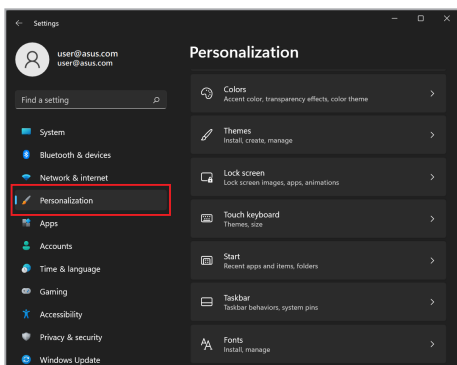 Settings
user@asus.com
user@asus.com
Find a setting
System
Bluetooth & devices
Network & internet
Personalization
Apps
Accounts
Time & language
Gaming
Accessibility
Privacy & security
Windows Update
Personalization
Colors
Accent color, transparency effects, color theme
Themes
Install, create, manage
Lock screen
Lock screen images, apps, animations
Touch keyboard
Themes, size
Start
Recent apps and items, folders
Taskbar
Taskbar behaviors, system pins
Fonts
Install, manage